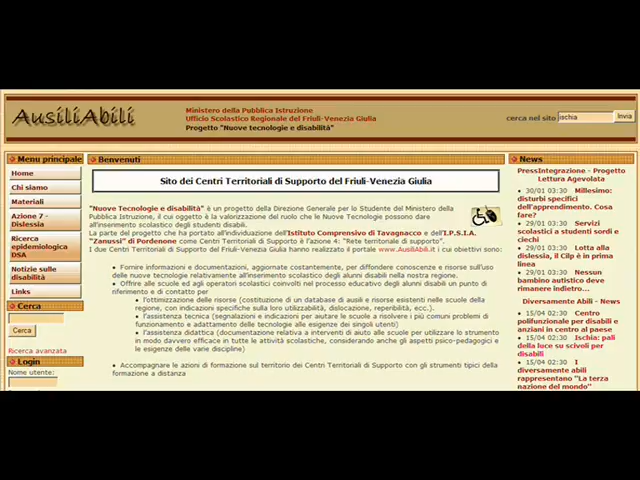 AusiliAbili
Ministero della Pubblica Istruzione
Ufficio Scolastico Regionale del Friuli-Venezia Giulia
Progetto "Nuove tecnologie e disabilità"
cerca nel sito ischia Invia
Menu principale
Home
Chi siamo
Materiali
Azione 7 -
Dislessia
Ricerca
epidemiologica
DSA
Notizie sulle
disabilità
Links
Cerca
Cerca
Ricerca avanzata
Login
Nome utente:
Benvenuti
Sito dei Centri Territoriali di Supporto del Friuli-Venezia Giulia
"Nuove Tecnologie e disabilità" è un progetto della Direzione Generale per lo Studente del Ministero della
Pubblica Istruzione, il cui oggetto è la valorizzazione del ruolo che le Nuove Tecnologie possono dare
all'inserimento scolastico degli studenti disabili.
La parte del progetto che ha portato all'individuazione dell'Istituto Comprensivo di Tavagnacco e dell'I.P.S.I.A.
"Zanussi" di Pordenone come Centri Territoriali di Supporto è l'azione 4: "Rete territoriale di supporto".
I due Centri Territoriali di Supporto del Friuli-Venezia Giulia hanno realizzato il portale www.AusiliAbili.it i cui obiettivi sono:
• Fornire informazioni e documentazioni, aggiornate costantemente, per diffondere conoscenze e risorse sull'uso
delle nuove tecnologie relativamente all'inserimento scolastico degli alunni disabili nella nostra regione.
• Offrire alle scuole ed agli operatori scolastici coinvolti nel processo educativo degli alunni disabili un punto di
riferimento e contatto per
• l'ottimizzazione delle risorse (costituzione di un database di ausili e risorse esistenti nelle scuole della
regione, con indicazioni specifiche sulla loro utilizzabilità, dislocazione, reperibilità, ecc.).
• l'assistenza tecnica (segnalazioni e indicazioni per aiutare le scuole a risolvere i più comuni problemi di
funzionamento e adattamento delle tecnologie alle esigenze dei singoli utenti)
• l'assistenza didattica (documentazione relativa a interventi di aiuto alle scuole per utilizzare lo strumento
in modo davvero efficace in tutte le attività scolastiche, considerando anche gli aspetti psico-pedagogici e
le esigenze delle varie discipline)
• Accompagnare le azioni di formazione sul territorio dei Centri Territoriali di Supporto con gli strumenti tipici della
formazione a distanza
News
PressIntegrazione - Progetto
Lettura Agevolata
• 30/01 03:30 Millesimo:
disturbi specifici
dell'apprendimento. Cosa
fare?
• 29/01 03:30 Servizi
scolastici a studenti sordi e
ciechi
• 29/01 03:30 Lotta alla
dislessia, il Cilp è in prima
linea
• 29/01 03:30 Nessun
bambino autistico deve
rimanere indietro...
Diversamente Abili - News
• 15/04 02:30 Centro
polifunzionale per disabili e
anziani in centro al paese
• 15/04 02:30 Ischia: pali
della luce su scivoli per
disabili
• 15/04 02:30 I
diversamente abili
rappresentano "La terza
nazione del mondo"